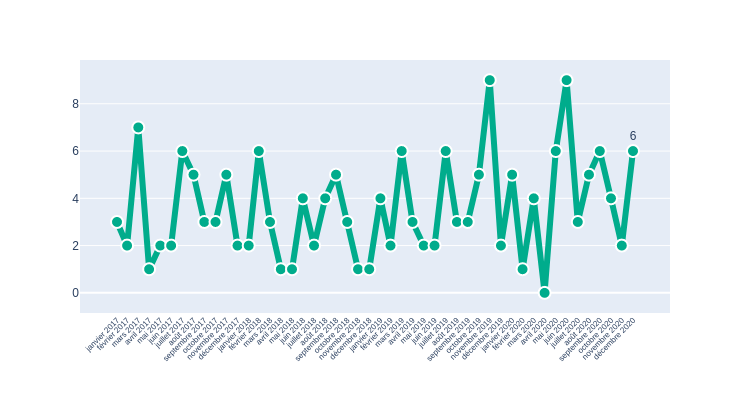 8
6
6
4
2
0
janvier 2017
février 2017
mars 2017
avril 2017
mai 2017
juin 2017
juillet 2017
août 2017
septembre 2017
octobre 2017
novembre 2017
décembre 2017
janvier 2018
février 2018
mars 2018
avril 2018
mai 2018
juin 2018
juillet 2018
août 2018
septembre 2018
octobre 2018
novembre 2018
décembre 2018
janvier 2019
février 2019
mars 2019
avril 2019
mai 2019
juin 2019
juillet 2019
août 2019
septembre 2019
octobre 2019
novembre 2019
décembre 2019
janvier 2020
février 2020
mars 2020
avril 2020
mai 2020
juin 2020
juillet 2020
août 2020
septembre 2020
octobre 2020
novembre 2020
décembre 2020